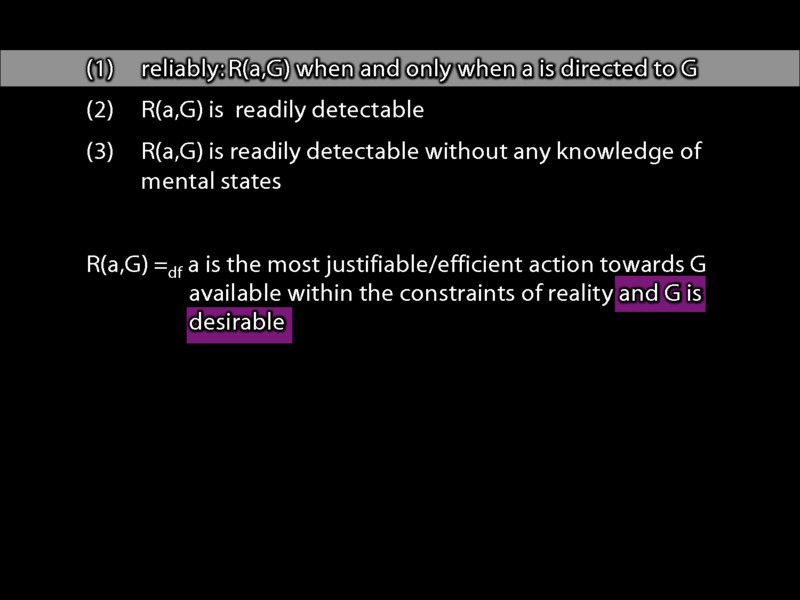 (1) reliably: R(a,G) when and only when a is directed to G
(2) R(a,G) is readily detectable
(3) R(a,G) is readily detectable without any knowledge of
mental states
R(a,G) =df a is the most justifiable/efficient action towards G
available within the constraints of reality and G is
desirable